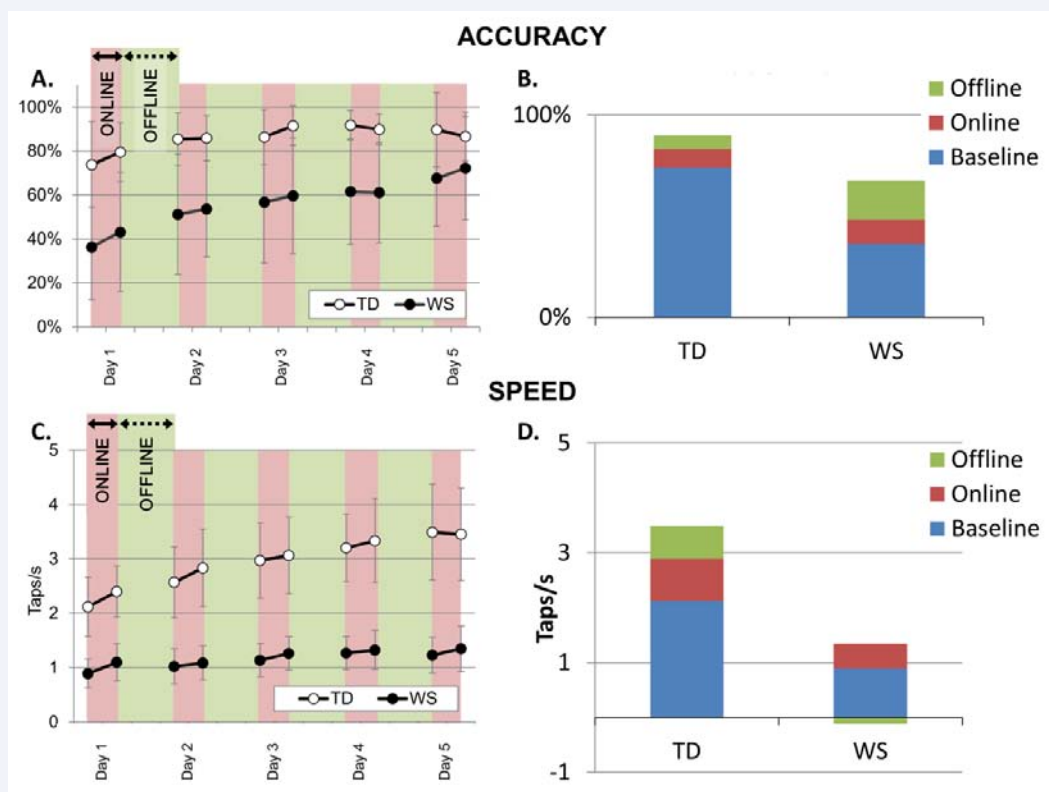 ACCURACY
A.
ONLINE
OFFLINE
100%
80%
60%
40%
20%
0%
TD WS
Day 1
Day 2
Day 3
Day 4
Day 5
B.
Offline
Online
Baseline
100%
0%
TD WS
SPEED
C.
ONLINE
OFFLINE
5
4
3
2
1
0
Taps/s
TD WS
Day 1
Day 2
Day 3
Day 4
Day 5
D.
Offline
Online
Baseline
5
3
1
-1
Taps/s
TD WS